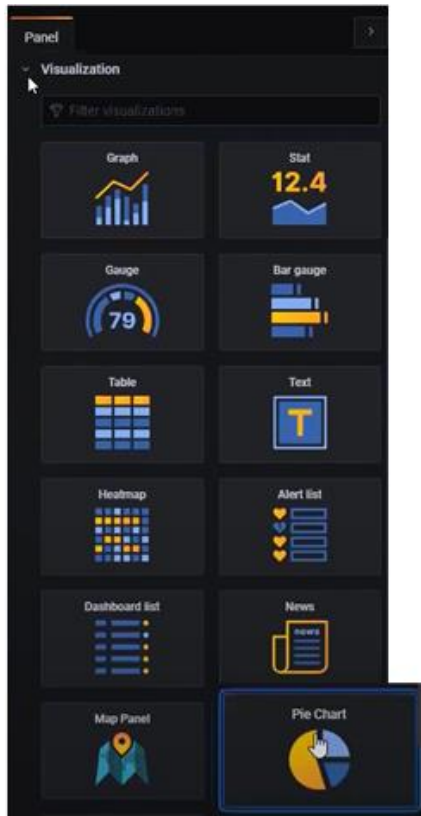 Panel
Visualization
Filter visualizations
Graph
Stat
12.4
Gauge
79
Bar gauge
Table
Text
T
Heatmap
Alert list
Dashboard list
News
news
Map Panel
Pie Chart